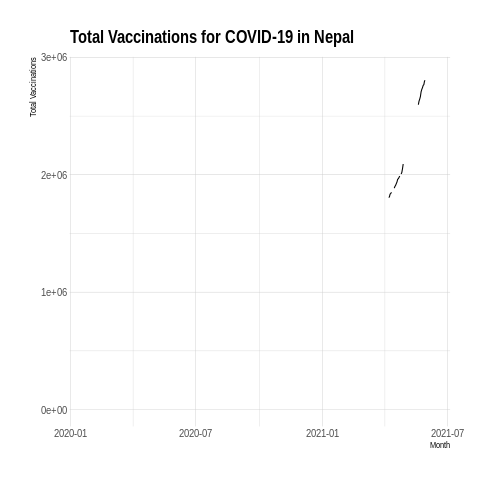 Total Vaccinations for COVID-19 in Nepal
Total Vaccinations
3e+06
2e+06
1e+06
0e+00
2020-01 2020-07 2021-01 2021-07
Month